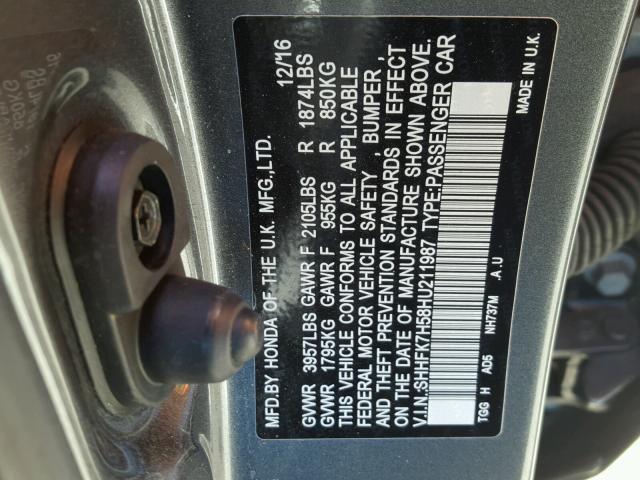 MFD.BY HONDA OF THE U.K. MFG.,LTD. 12/16
GVWR 3957LBS GAWR F 2105LBS R 1874LBS
GVWR 1795KG GAWR F 955KG R 850KG
THIS VEHICLE CONFORMS TO ALL APPLICABLE
FEDERAL MOTOR VEHICLE SAFETY , BUMPER ,
AND THEFT PREVENTION STANDARDS IN EFFECT
ON THE DATE OF MANUFACTURE SHOWN ABOVE.
V.I.N.:SHHFK7H58HU211987 TYPE:PASSENGER CAR
TGG H AD5 NH737M .A U MADE IN U.K.